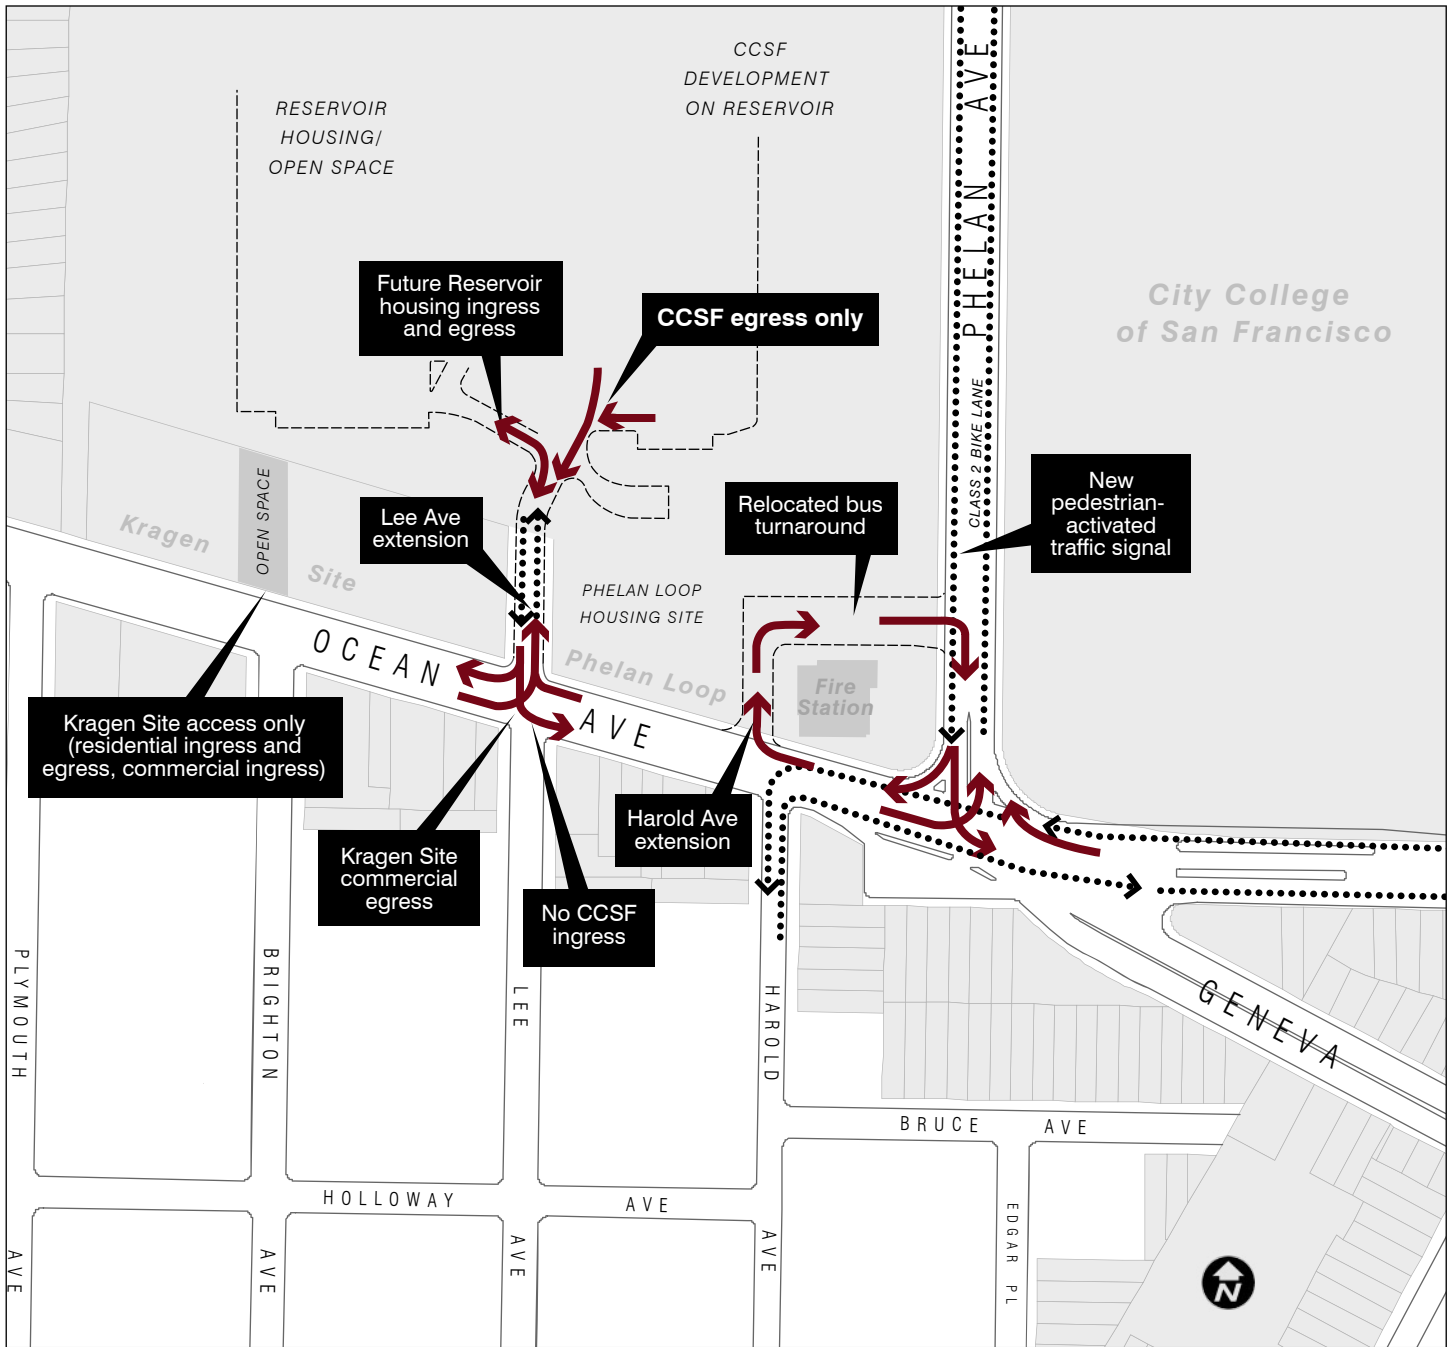 CCSF
DEVELOPMENT
ON RESERVOIR
RESERVOIR
HOUSING/
OPEN SPACE
PHELAN AVE
Future Reservoir
housing ingress
and egress
CCSF egress only
City College
of San Francisco
CLASS 2 BIKE LANE
New
pedestrian-
activated
traffic signal
Relocated bus
turnaround
Lee Ave
extension
OPEN SPACE
Kragen
Site
PHELAN LOOP
HOUSING SITE
Phelan Loop
Fire
Station
OCEAN
AVE
Kragen Site access only
(residential ingress and
egress, commercial ingress)
Harold Ave
extension
Kragen Site
commercial
egress
No CCSF
ingress
PLYMOUTH
BRIGHTON
LEE
HAROLD
GENEVA
BRUCE AVE
HOLLOWAY AVE
EDGAR PL
AVE
AVE
AVE
AVE
N